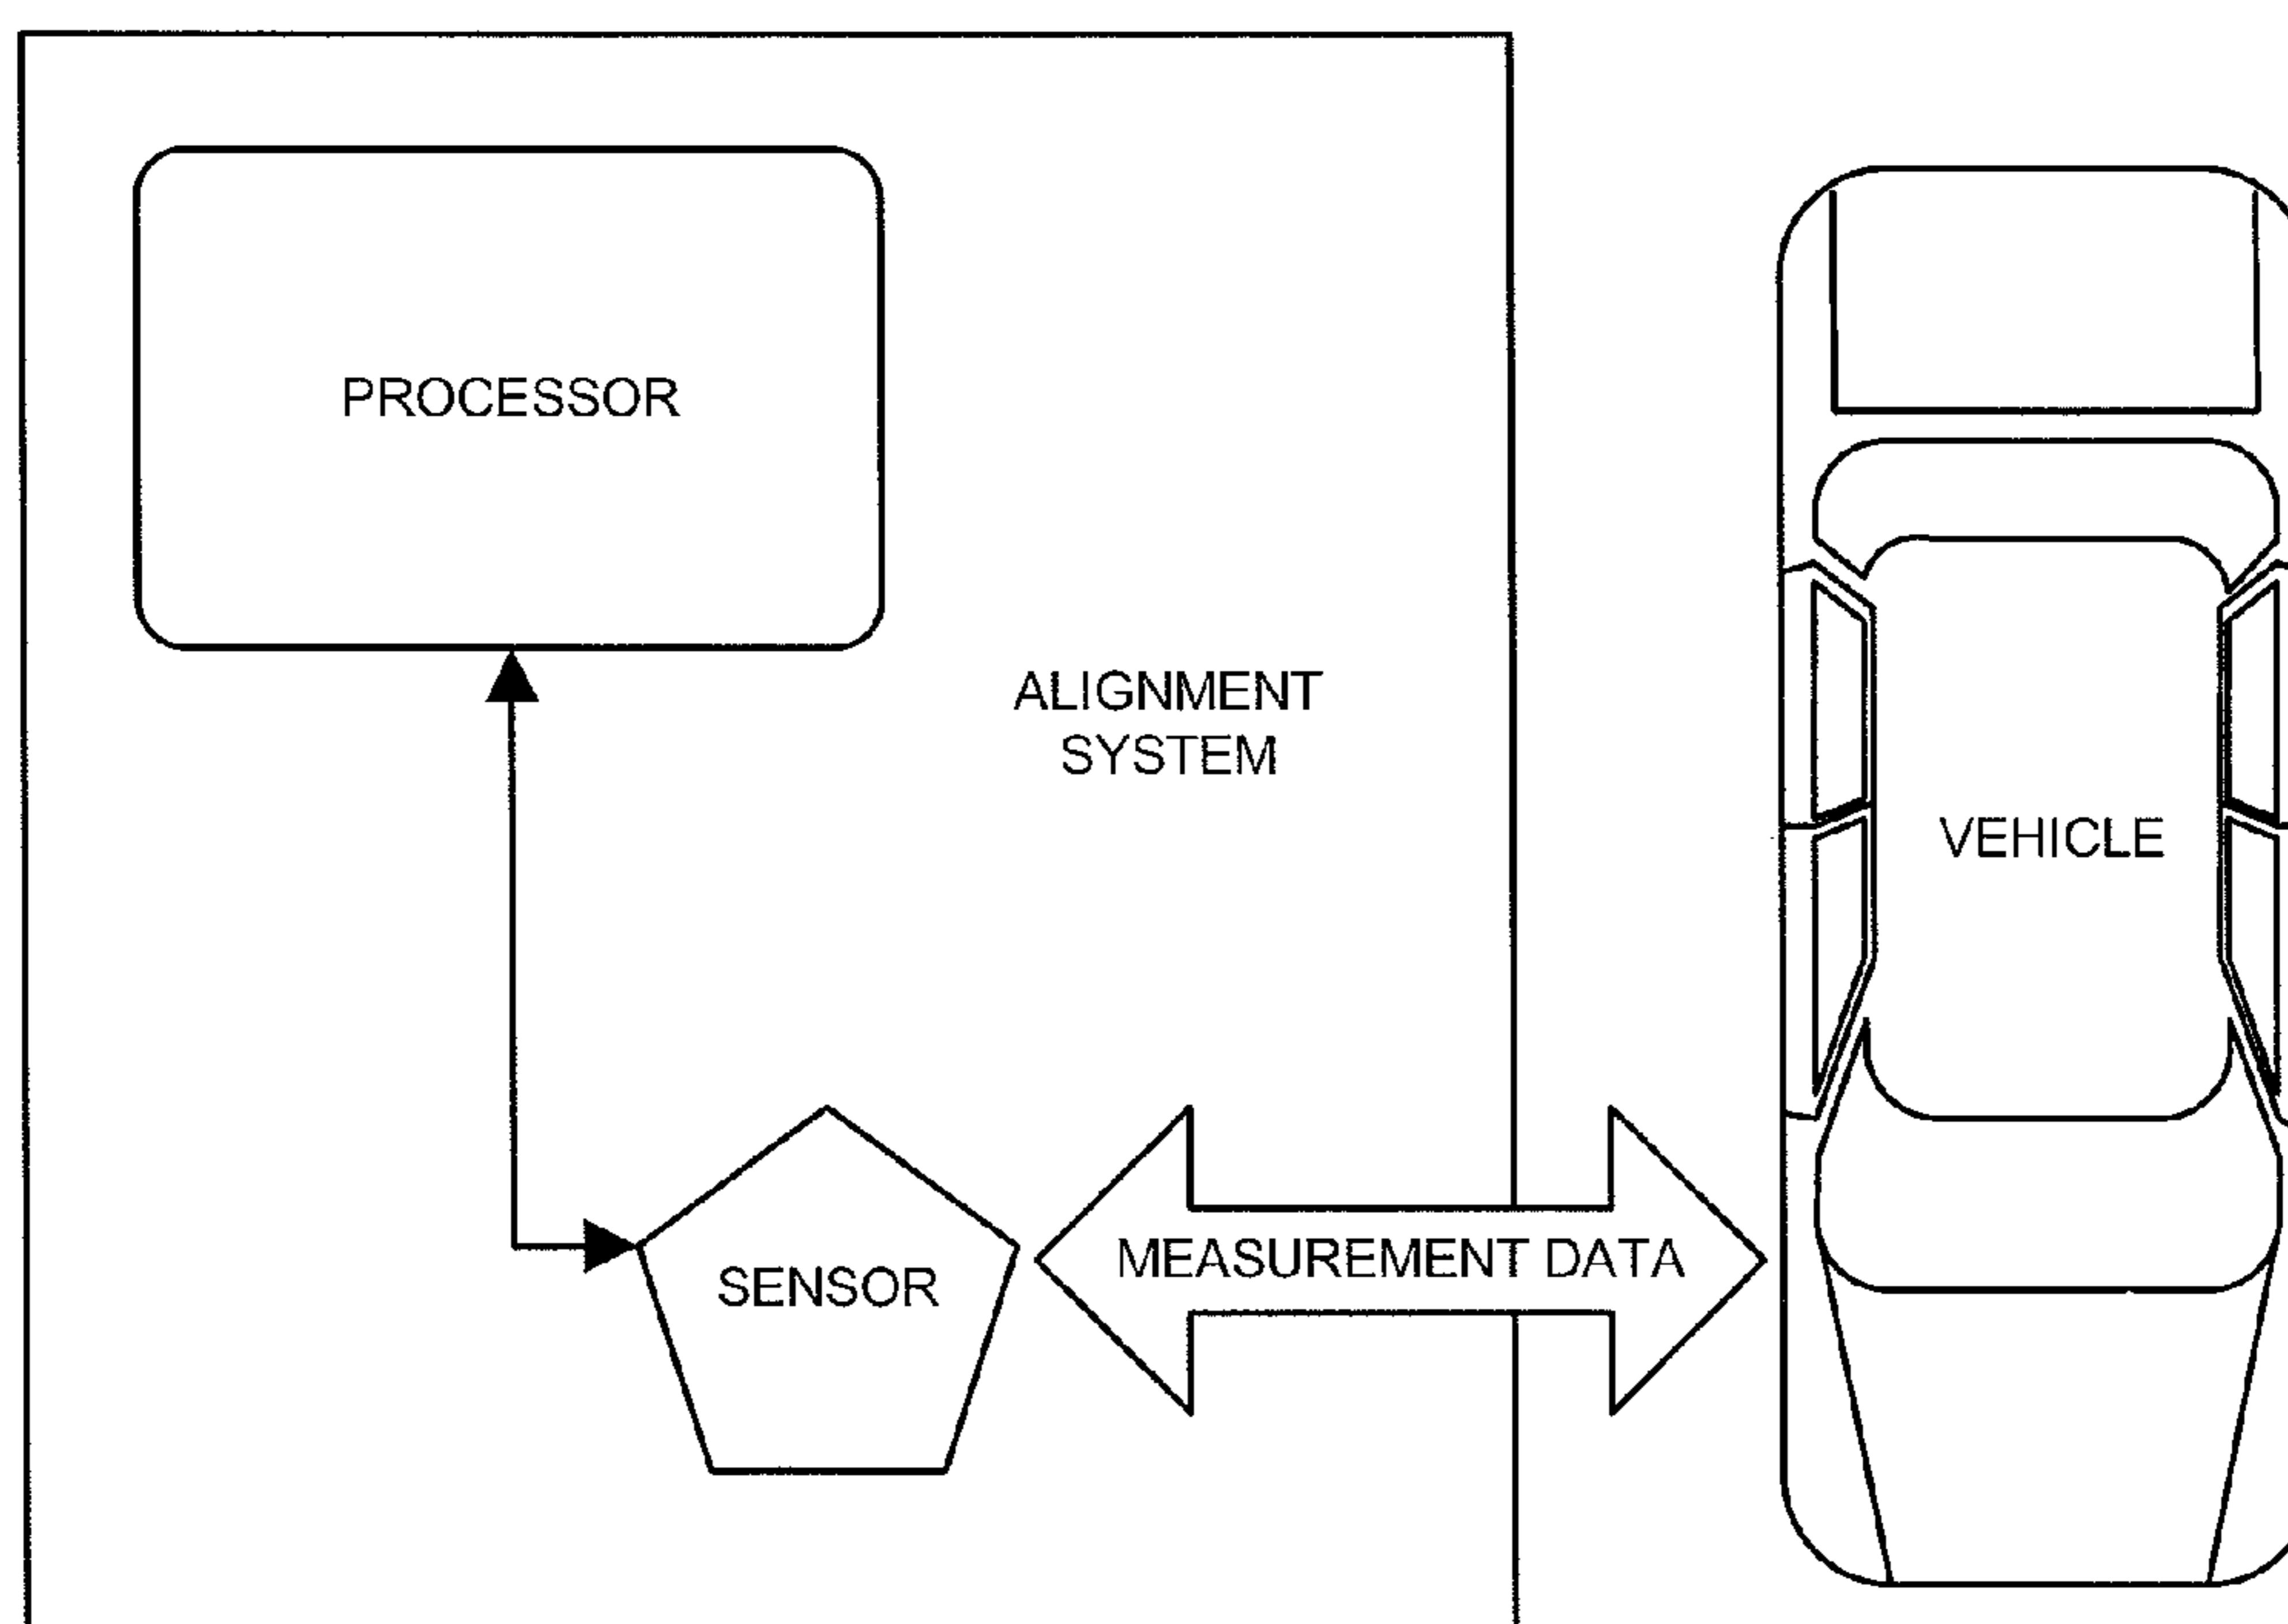 PROCESSOR
ALIGNMENT
SYSTEM
VEHICLE
SENSOR
MEASUREMENT DATA